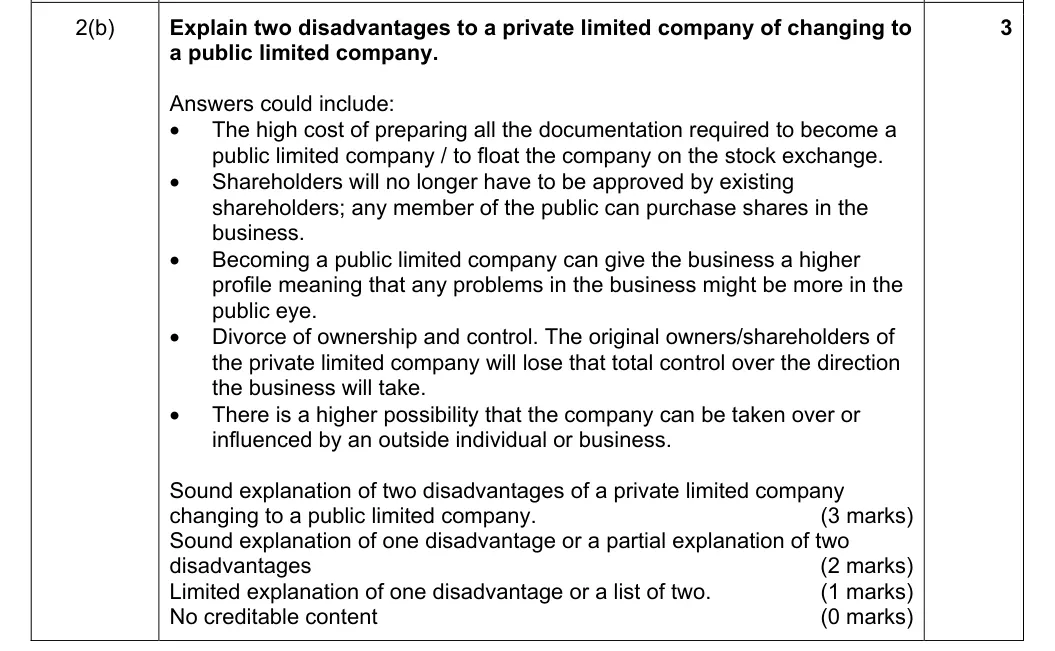 2(b)
Explain two disadvantages to a private limited company of changing to
a public limited company.
3
Answers could include:
• The high cost of preparing all the documentation required to become a
public limited company / to float the company on the stock exchange.
• Shareholders will no longer have to be approved by existing
shareholders; any member of the public can purchase shares in the
business.
• Becoming a public limited company can give the business a higher
profile meaning that any problems in the business might be more in the
public eye.
• Divorce of ownership and control. The original owners/shareholders of
the private limited company will lose that total control over the direction
the business will take.
• There is a higher possibility that the company can be taken over or
influenced by an outside individual or business.
Sound explanation of two disadvantages of a private limited company
changing to a public limited company. (3 marks)
Sound explanation of one disadvantage or a partial explanation of two
disadvantages (2 marks)
Limited explanation of one disadvantage or a list of two. (1 marks)
No creditable content (0 marks)